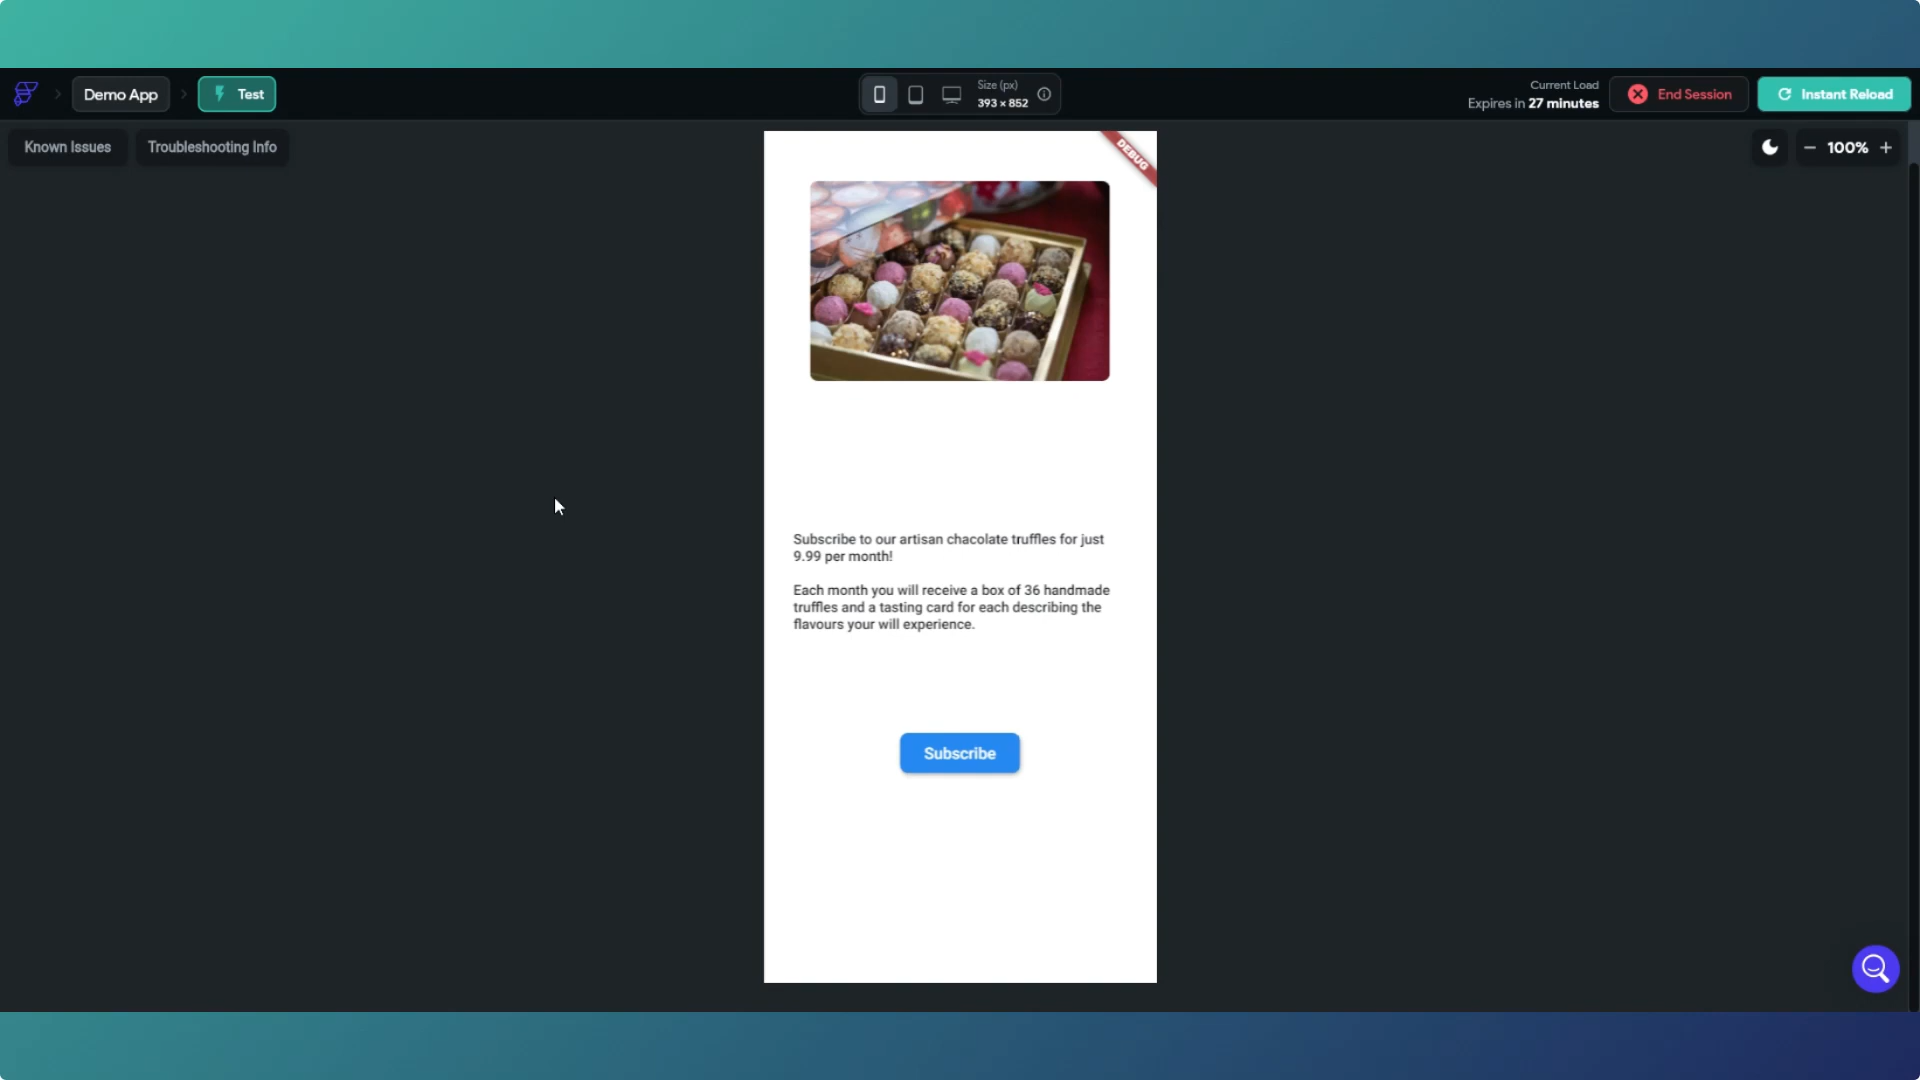 Demo App
Test
Size (px)
393 × 852
Current Load
Expires in 27 minutes
End Session
Instant Reload
Known Issues
Troubleshooting Info
100%
DEBUG
Subscribe to our artisan chacolate truffles for just
9.99 per month!
Each month you will receive a box of 36 handmade
truffles and a tasting card for each describing the
flavours your will experience.
Subscribe